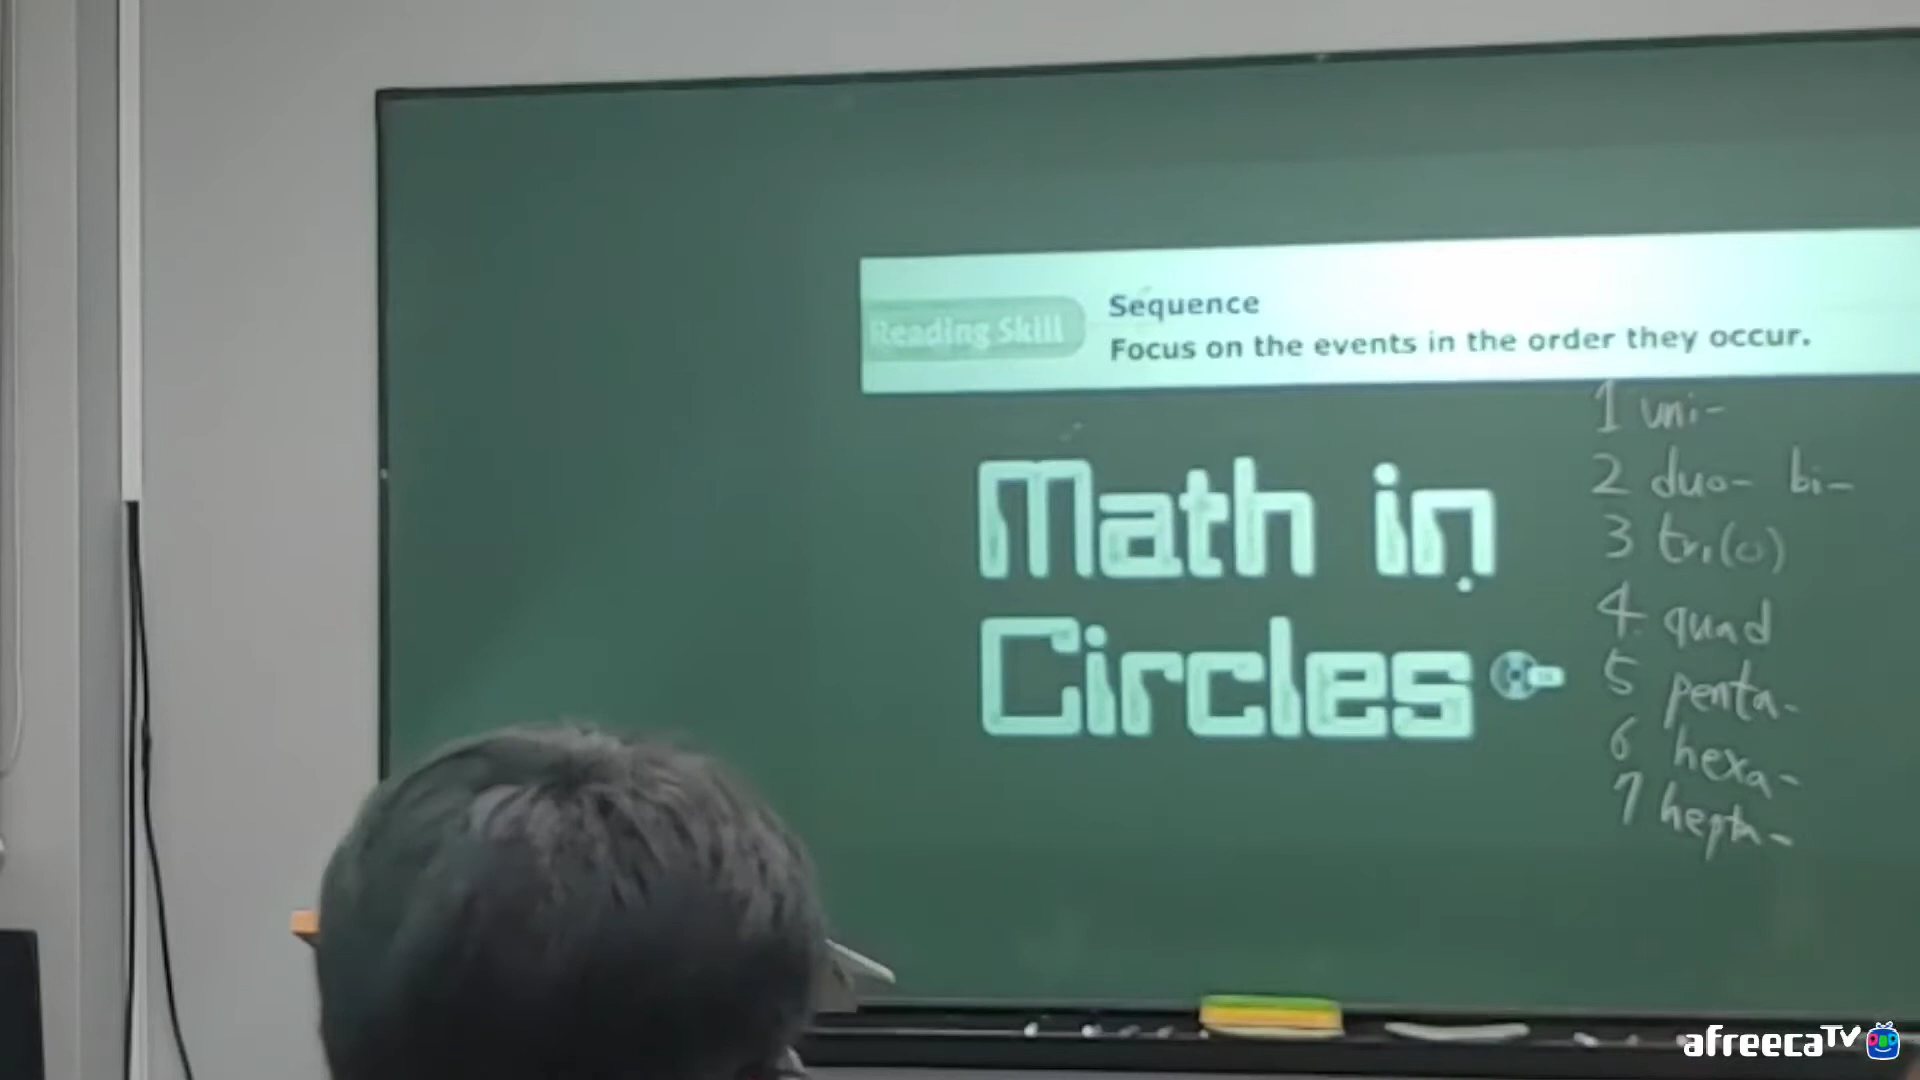 Reading Skill
Sequence
Focus on the events in the order they occur.
Math in
Circles
1 uni-
2 duo- bi-
3 tri(o)
4 quad
5 penta-
6 hexa-
7 hepta-
afreecaTV